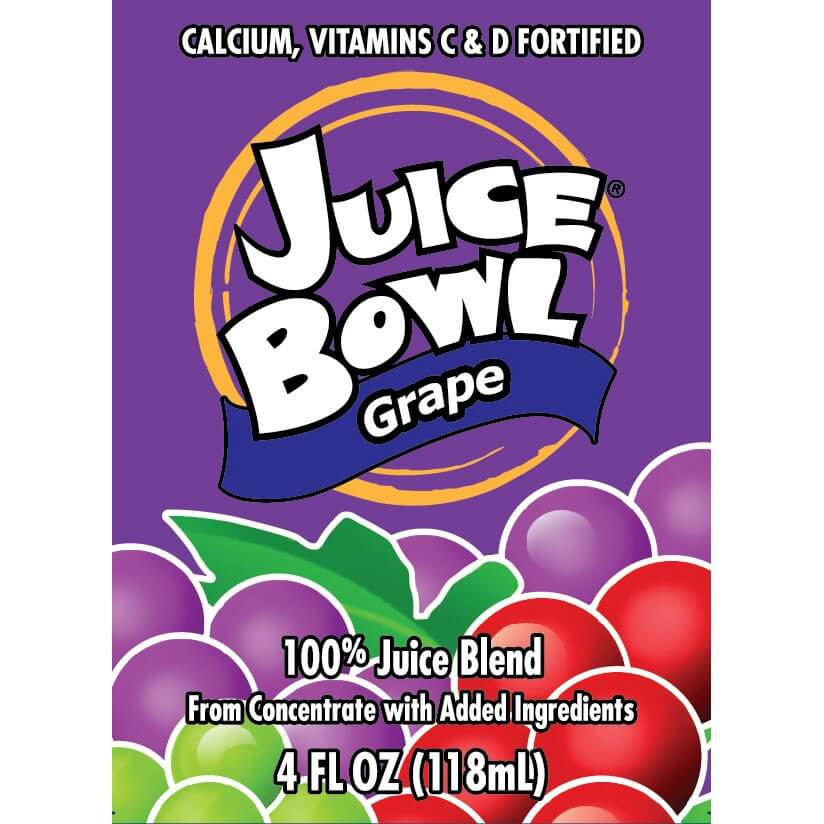 CALCIUM, VITAMINS C & D FORTIFIED
JUICE®
BOWL
Grape
100% Juice Blend
From Concentrate with Added Ingredients
4 FL OZ (118mL)